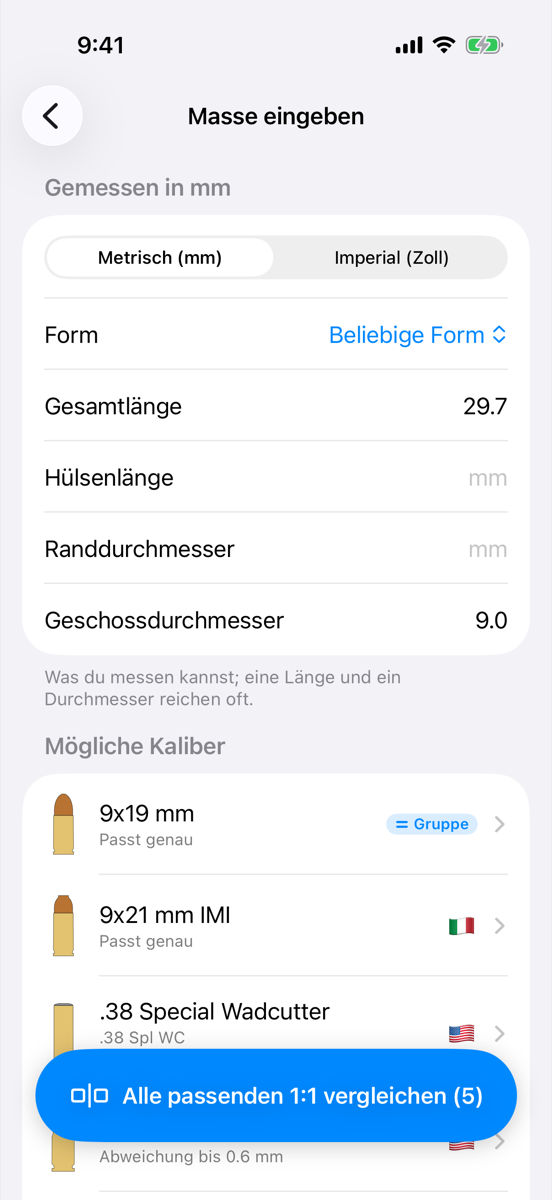 9:41
Masse eingeben
Gemessen in mm
Metrisch (mm)
Imperial (Zoll)
Form
Beliebige Form
Gesamtlänge
29.7
Hülsenlänge
mm
Randdurchmesser
mm
Geschossdurchmesser
9.0
Was du messen kannst; eine Länge und ein
Durchmesser reichen oft.
Mögliche Kaliber
9x19 mm
= Gruppe
Passt genau
9x21 mm IMI
Passt genau
.38 Special Wadcutter
.38 Spl WC
Alle passenden 1:1 vergleichen (5)
Abweichung bis 0.6 mm